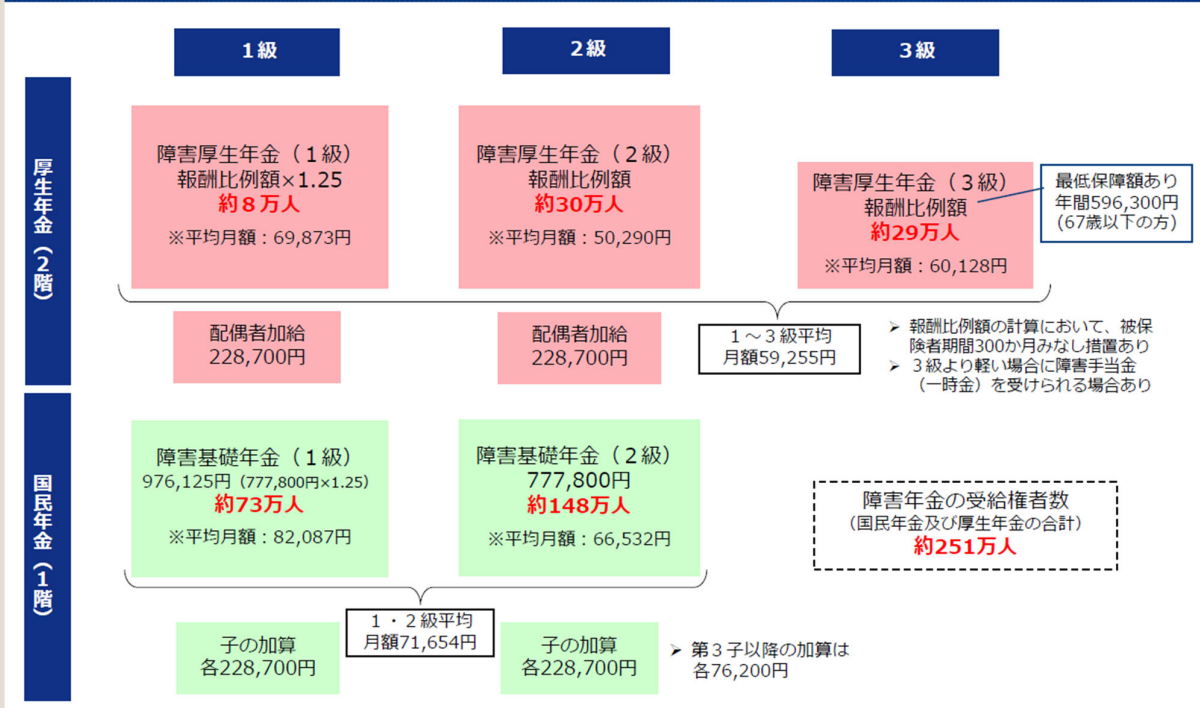 1級
2級
3級
厚生年金（2階）
障害厚生年金（１級）
報酬比例額×1.25
約８万人
※平均月額：69,873円
障害厚生年金（２級）
報酬比例額
約30万人
※平均月額：50,290円
障害厚生年金（３級）
報酬比例額
約29万人
※平均月額：60,128円
最低保障額あり
年間596,300円
(67歳以下の方)
配偶者加給
228,700円
配偶者加給
228,700円
１～３級平均
月額59,255円
➢ 報酬比例額の計算において、被保
険者期間300か月みなし措置あり
➢ ３級より軽い場合に障害手当金
（一時金）を受けられる場合あり
国民年金（1階）
障害基礎年金（１級）
976,125円（777,800円×1.25）
約73万人
※平均月額：82,087円
障害基礎年金（２級）
777,800円
約148万人
※平均月額：66,532円
障害年金の受給権者数
（国民年金及び厚生年金の合計）
約251万人
１・２級平均
月額71,654円
子の加算
各228,700円
子の加算
各228,700円
➢ 第３子以降の加算は
各76,200円